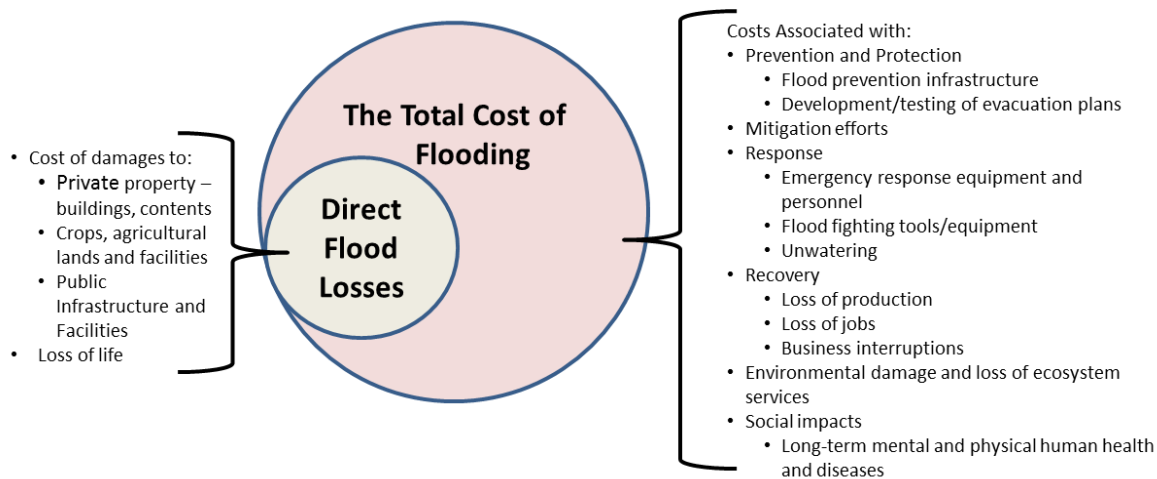 • Cost of damages to:
• Private property –
buildings, contents
• Crops, agricultural
lands and facilities
• Public
Infrastructure and
Facilities
• Loss of life
The Total Cost of
Flooding
Direct
Flood
Losses
Costs Associated with:
• Prevention and Protection
• Flood prevention infrastructure
• Development/testing of evacuation plans
• Mitigation efforts
• Response
• Emergency response equipment and
personnel
• Flood fighting tools/equipment
• Unwatering
• Recovery
• Loss of production
• Loss of jobs
• Business interruptions
• Environmental damage and loss of ecosystem
services
• Social impacts
• Long-term mental and physical human health
and diseases